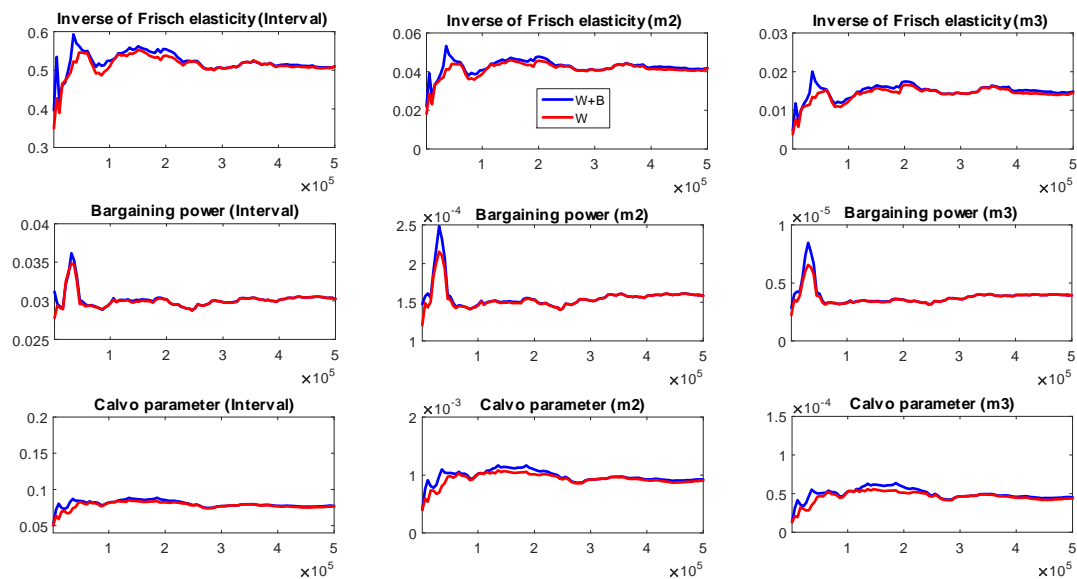 Inverse of Frisch elasticity (Interval)
Inverse of Frisch elasticity (m2)
Inverse of Frisch elasticity (m3)
0.6
0.5
0.4
0.3
1 2 3 4 5
×10^5
0.06
0.04
0.02
0
W+B
W
1 2 3 4 5
×10^5
0.03
0.02
0.01
0
1 2 3 4 5
×10^5
Bargaining power (Interval)
0.04
0.035
0.03
0.025
1 2 3 4 5
×10^5
×10^-4 Bargaining power (m2)
2.5
2
1.5
1
1 2 3 4 5
×10^5
×10^-5 Bargaining power (m3)
1
0.5
0
1 2 3 4 5
×10^5
Calvo parameter (Interval)
0.2
0.15
0.1
0.05
1 2 3 4 5
×10^5
×10^-3 Calvo parameter (m2)
2
1
0
1 2 3 4 5
×10^5
×10^-4 Calvo parameter (m3)
1.5
1
0.5
0
1 2 3 4 5
×10^5